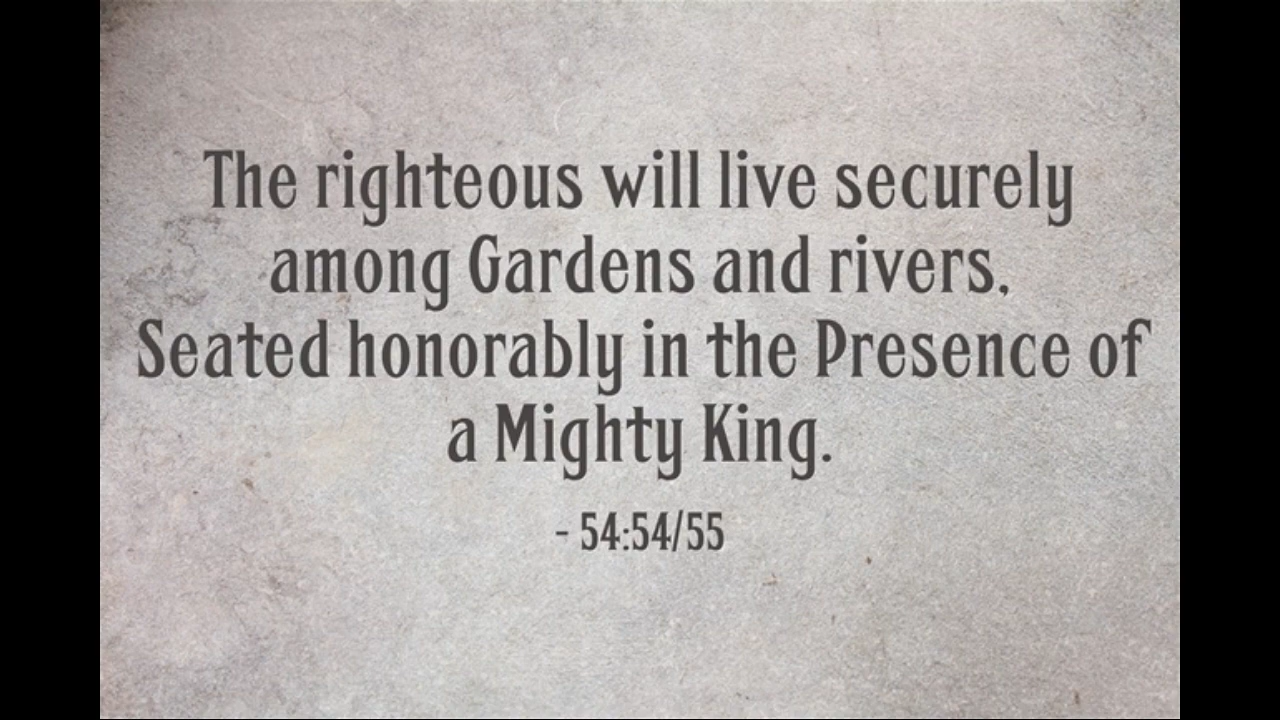 The righteous will live securely
among Gardens and rivers.
Seated honorably in the Presence of
a Mighty King.
- 54:54/55